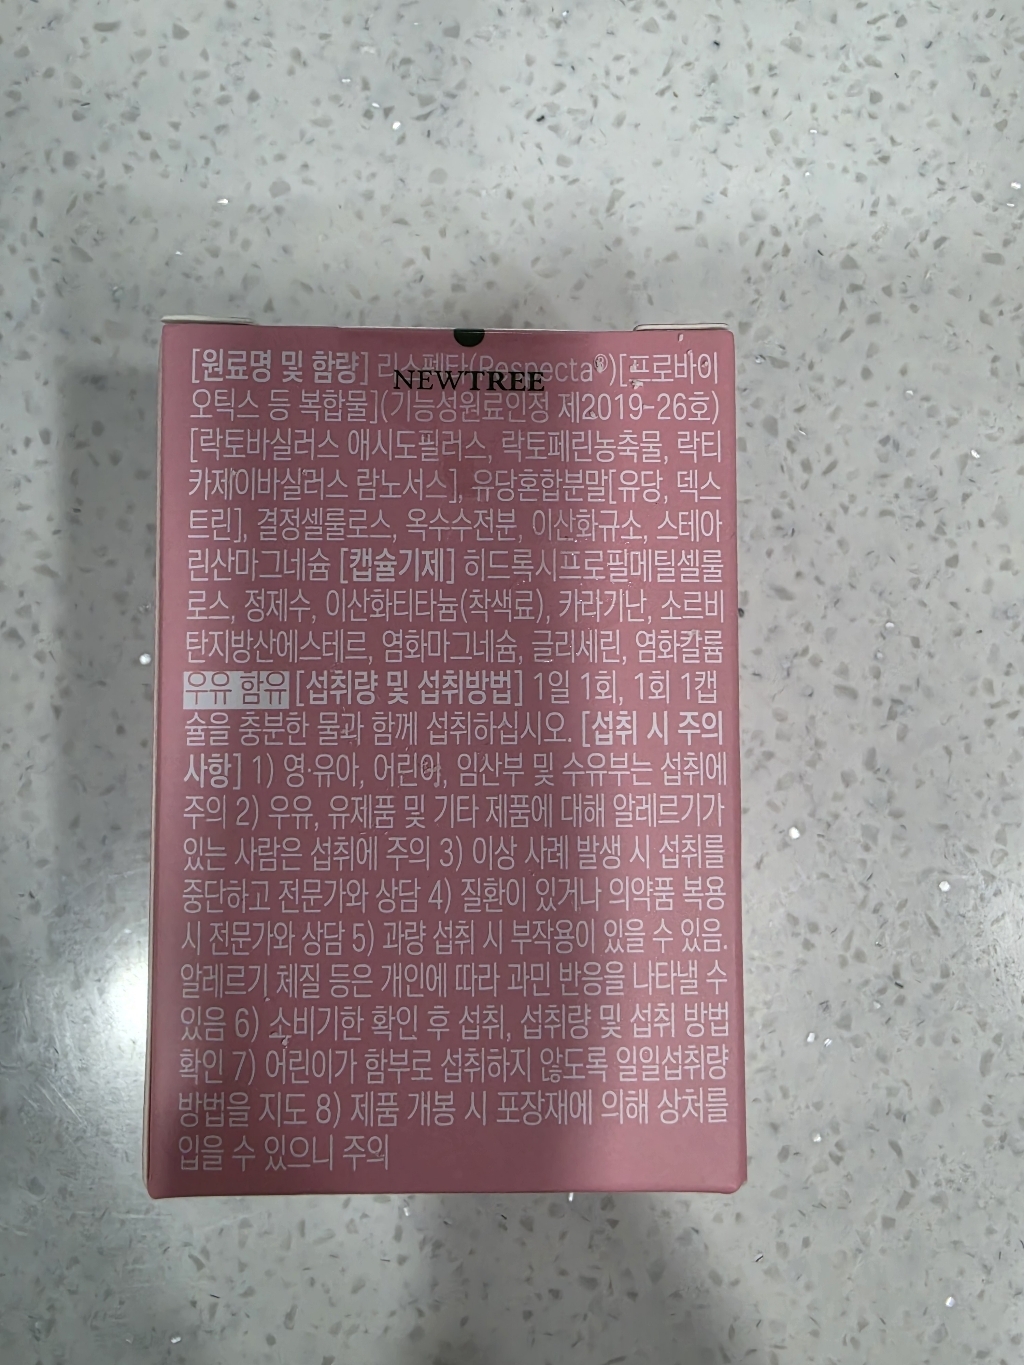 [원료명 및 함량] 리스펙타(Respecta®)[프로바이
NEWTREE
오틱스 등 복합물](기능성원료인정 제2019-26호)
[락토바실러스 애시도필러스, 락토페린농축물, 락티
카제이바실러스 람노서스], 유당혼합분말[유당, 덱스
트린], 결정셀룰로스, 옥수수전분, 이산화규소, 스테아
린산마그네슘 [캡슐기제] 히드록시프로필메틸셀룰
로스, 정제수, 이산화티타늄(착색료), 카라기난, 소르비
탄지방산에스테르, 염화마그네슘, 글리세린, 염화칼륨
우유 함유 [섭취량 및 섭취방법] 1일 1회, 1회 1캡
슐을 충분한 물과 함께 섭취하십시오. [섭취 시 주의
사항] 1) 영·유아, 어린이, 임산부 및 수유부는 섭취에
주의 2) 우유, 유제품 및 기타 제품에 대해 알레르기가
있는 사람은 섭취에 주의 3) 이상 사례 발생 시 섭취를
중단하고 전문가와 상담 4) 질환이 있거나 의약품 복용
시 전문가와 상담 5) 과량 섭취 시 부작용이 있을 수 있음.
알레르기 체질 등은 개인에 따라 과민 반응을 나타낼 수
있음 6) 소비기한 확인 후 섭취, 섭취량 및 섭취 방법
확인 7) 어린이가 함부로 섭취하지 않도록 일일섭취량
방법을 지도 8) 제품 개봉 시 포장재에 의해 상처를
입을 수 있으니 주의